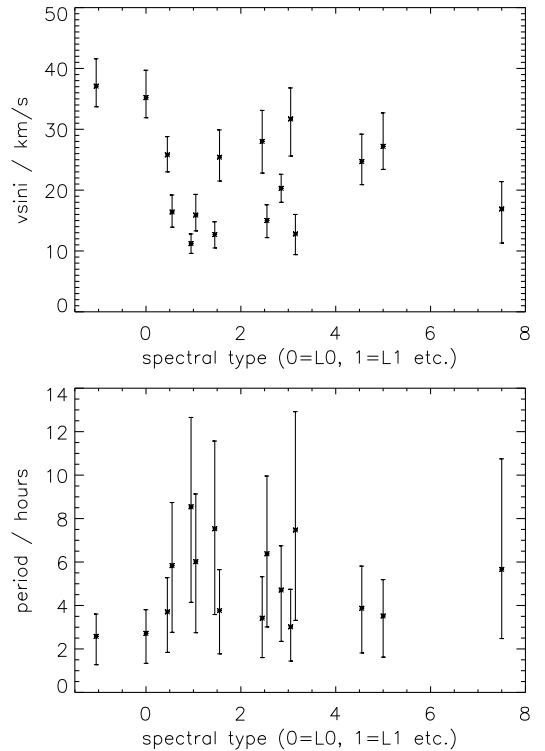 50
40
30
20
10
0
vsini / km/s
0 2 4 6 8
spectral type (0=L0, 1=L1 etc.)
14
12
10
8
6
4
2
0
period / hours
0 2 4 6 8
spectral type (0=L0, 1=L1 etc.)